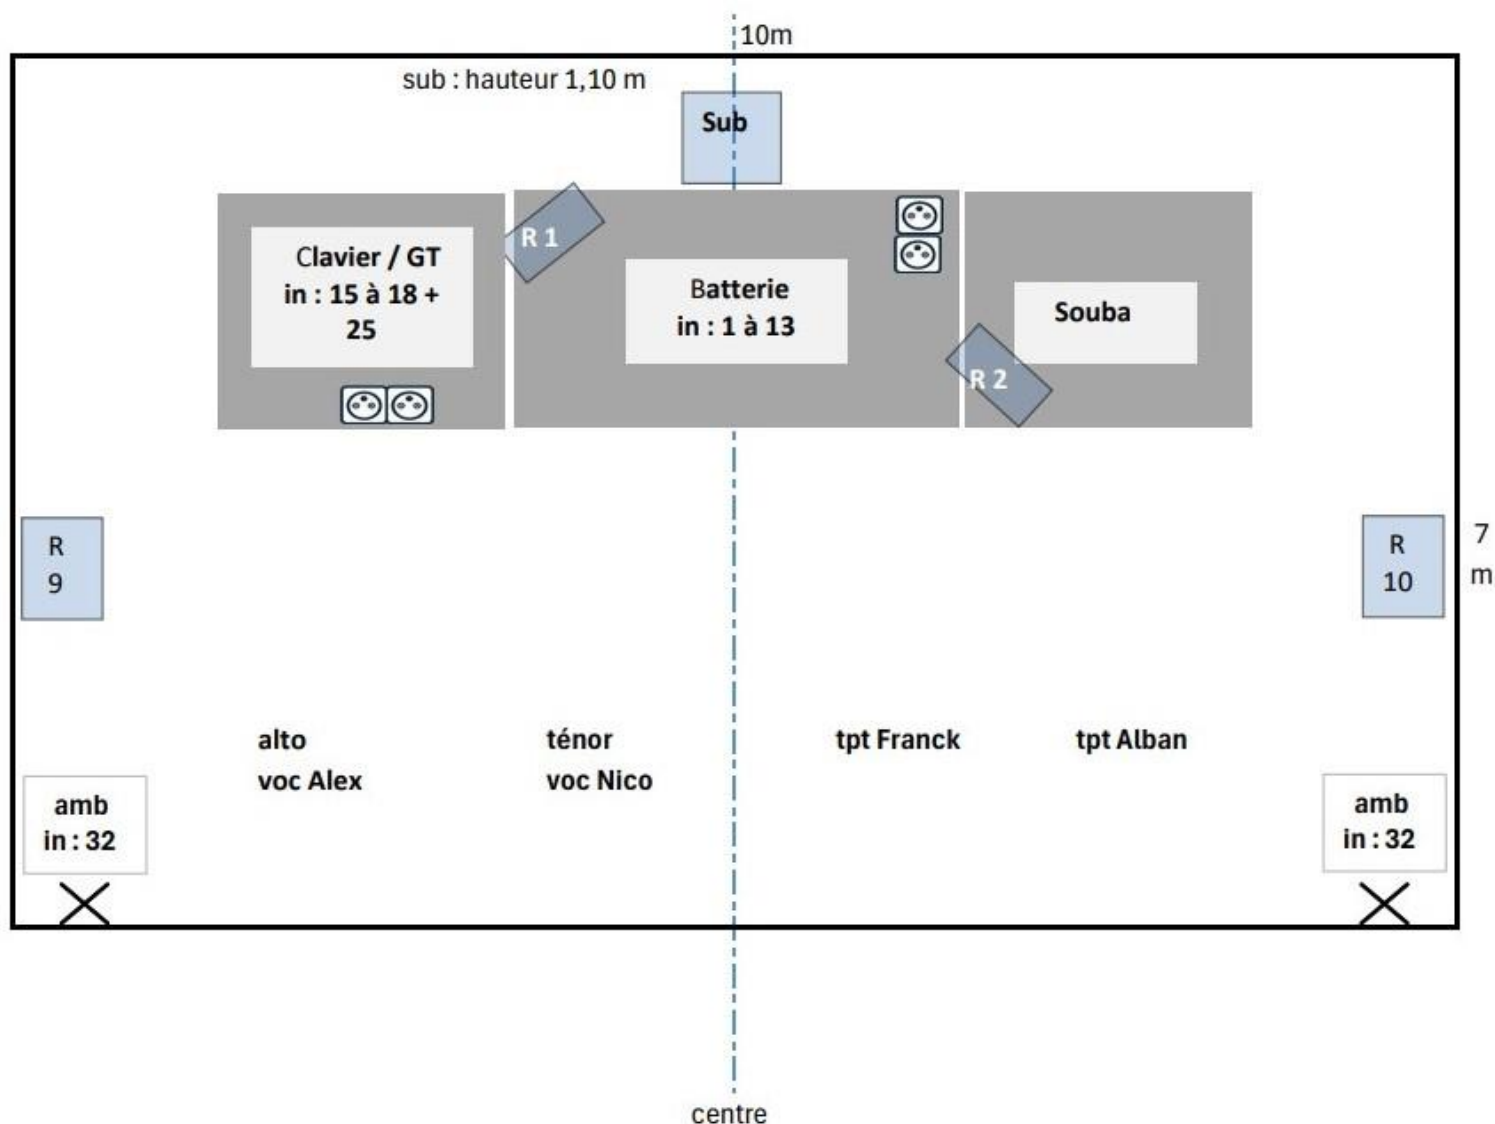 10m
sub : hauteur 1,10 m
Sub
R 1
Clavier / GT
in : 15 à 18 +
25
Batterie
in : 1 à 13
Souba
R 2
R
9
R
10
7
m
alto
voc Alex
ténor
voc Nico
tpt Franck
tpt Alban
amb
in : 32
amb
in : 32
centre